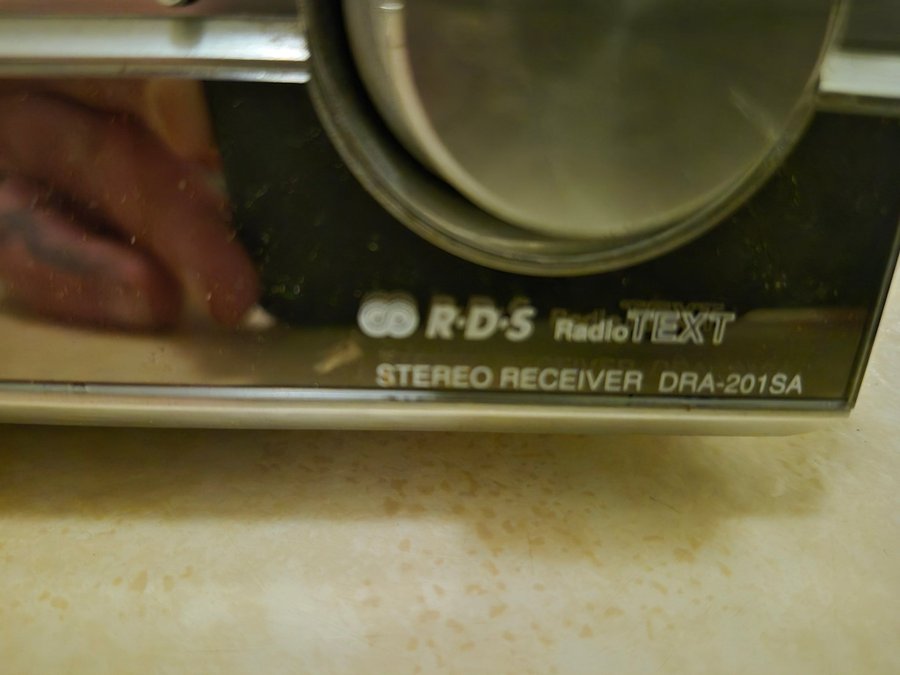 R·D·S RadioTEXT
STEREO RECEIVER DRA-201SA